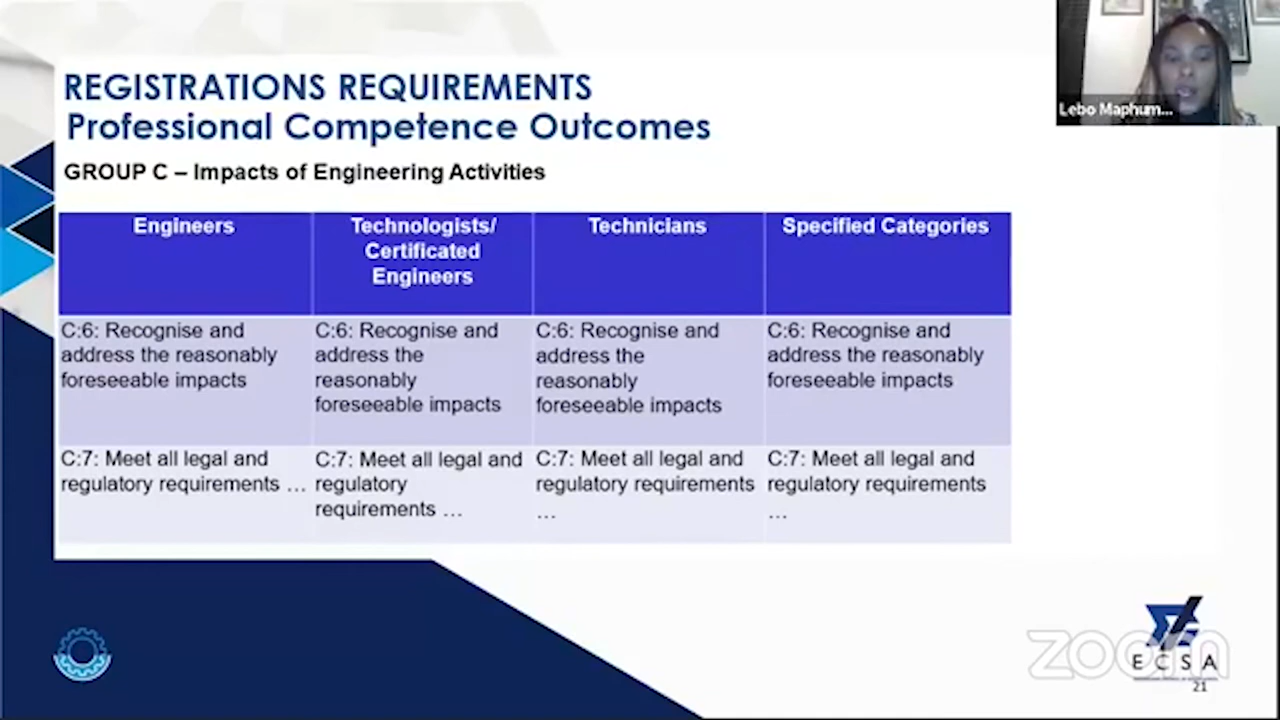 REGISTRATIONS REQUIREMENTS
Professional Competence Outcomes
GROUP C – Impacts of Engineering Activities
Lebo Maphum...
Engineers
Technologists/
Certificated
Engineers
Technicians
Specified Categories
C:6: Recognise and
address the reasonably
foreseeable impacts
C:6: Recognise and
address the
reasonably
foreseeable impacts
C:6: Recognise and
address the
reasonably
foreseeable impacts
C:6: Recognise and
address the reasonably
foreseeable impacts
C:7: Meet all legal and
regulatory requirements …
C:7: Meet all legal and
regulatory
requirements …
C:7: Meet all legal and
regulatory requirements
…
C:7: Meet all legal and
regulatory requirements
…
zoom
ECSA
21